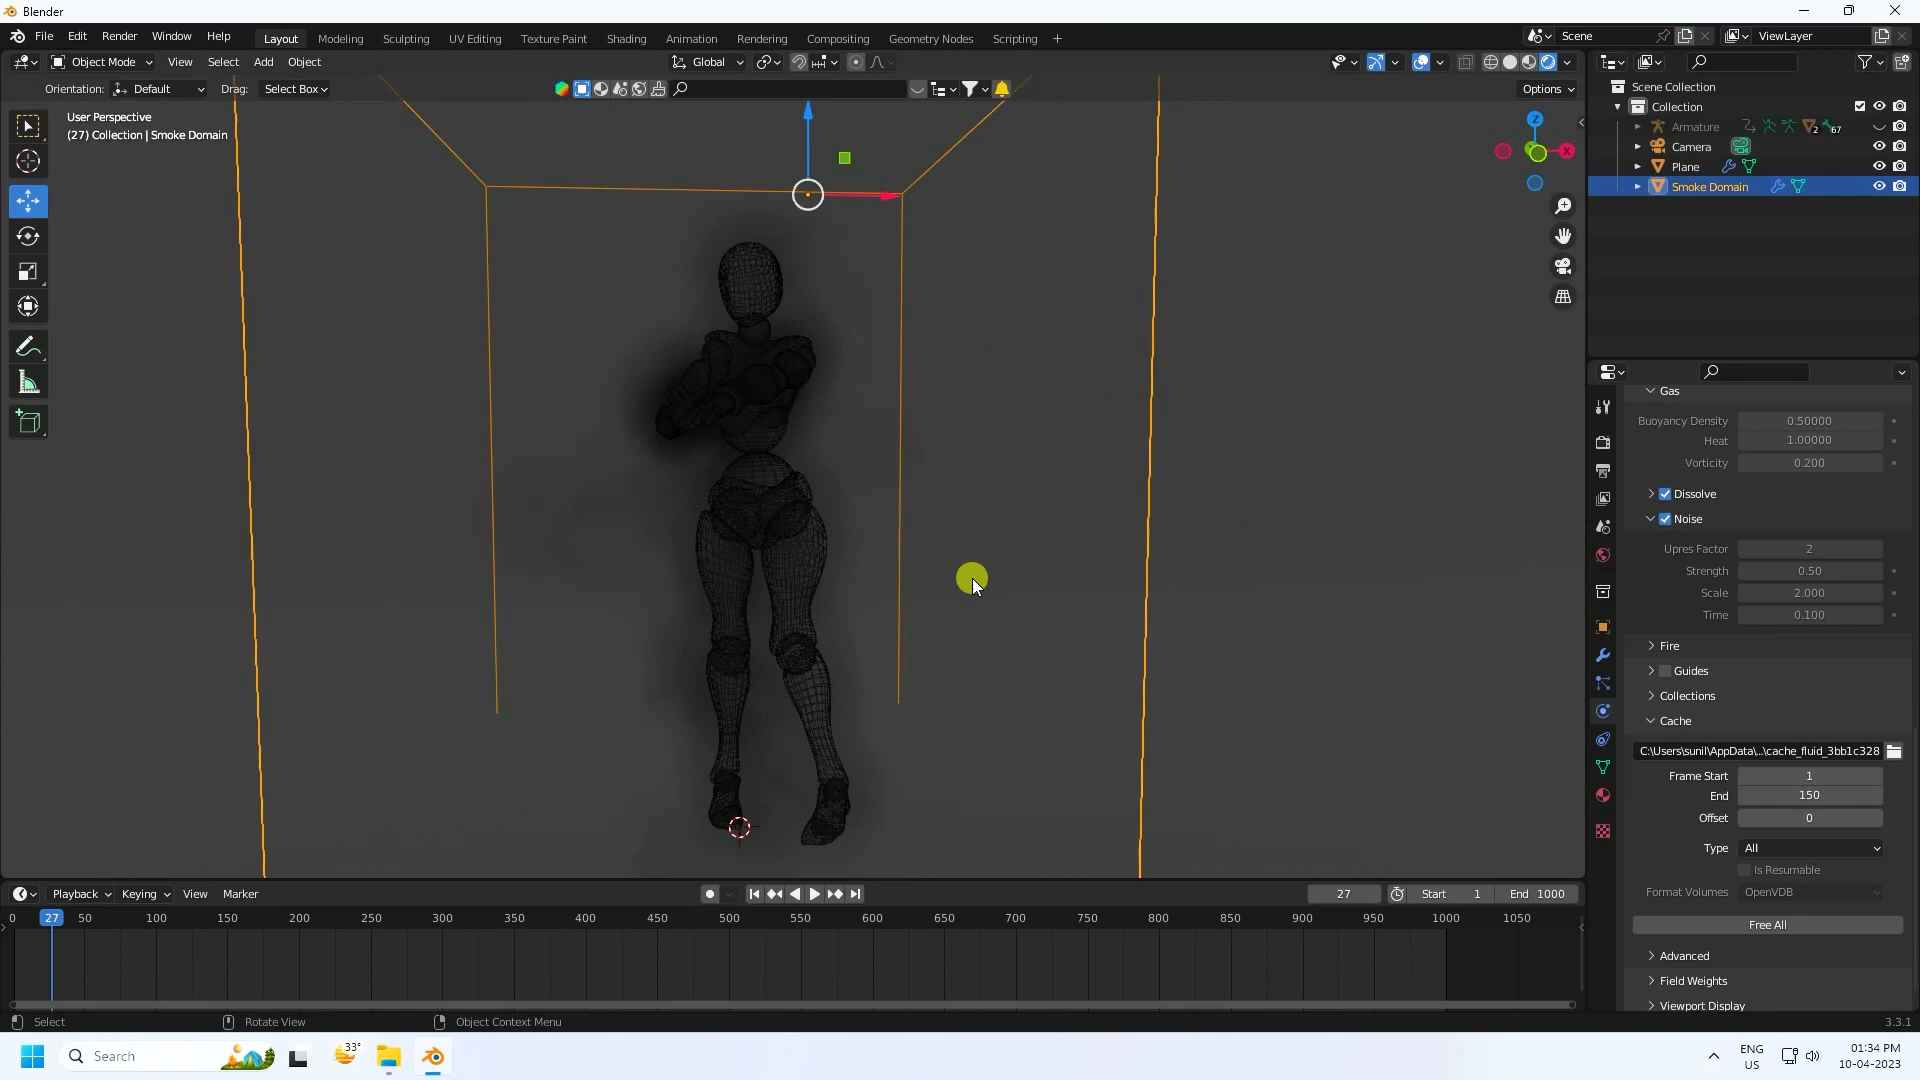 Blender
File Edit Render Window Help Layout Modeling Sculpting UV Editing Texture Paint Shading Animation Rendering Compositing Geometry Nodes Scripting + Scene ViewLayer
Object Mode View Select Add Object Global
Orientation: Default Drag: Select Box Options
User Perspective
(27) Collection | Smoke Domain
Z
X
Scene Collection
Collection
Armature 2 67
Camera
Plane
Smoke Domain
Gas
Buoyancy Density 0.50000
Heat 1.00000
Vorticity 0.200
Dissolve
Noise
Upres Factor 2
Strength 0.50
Scale 2.000
Time 0.100
Fire
Guides
Collections
Cache
C:\Users\sunil\AppData\...\cache_fluid_3bb1c328
Frame Start 1
End 150
Offset 0
Type All
Is Resumable
Format Volumes OpenVDB
Free All
Advanced
Field Weights
Viewport Display
Playback Keying View Marker 27 Start 1 End 1000
0 27 50 100 150 200 250 300 350 400 450 500 550 600 650 700 750 800 850 900 950 1000 1050
Select Rotate View Object Context Menu 3.3.1
Search 33° ENG US 01:34 PM 10-04-2023